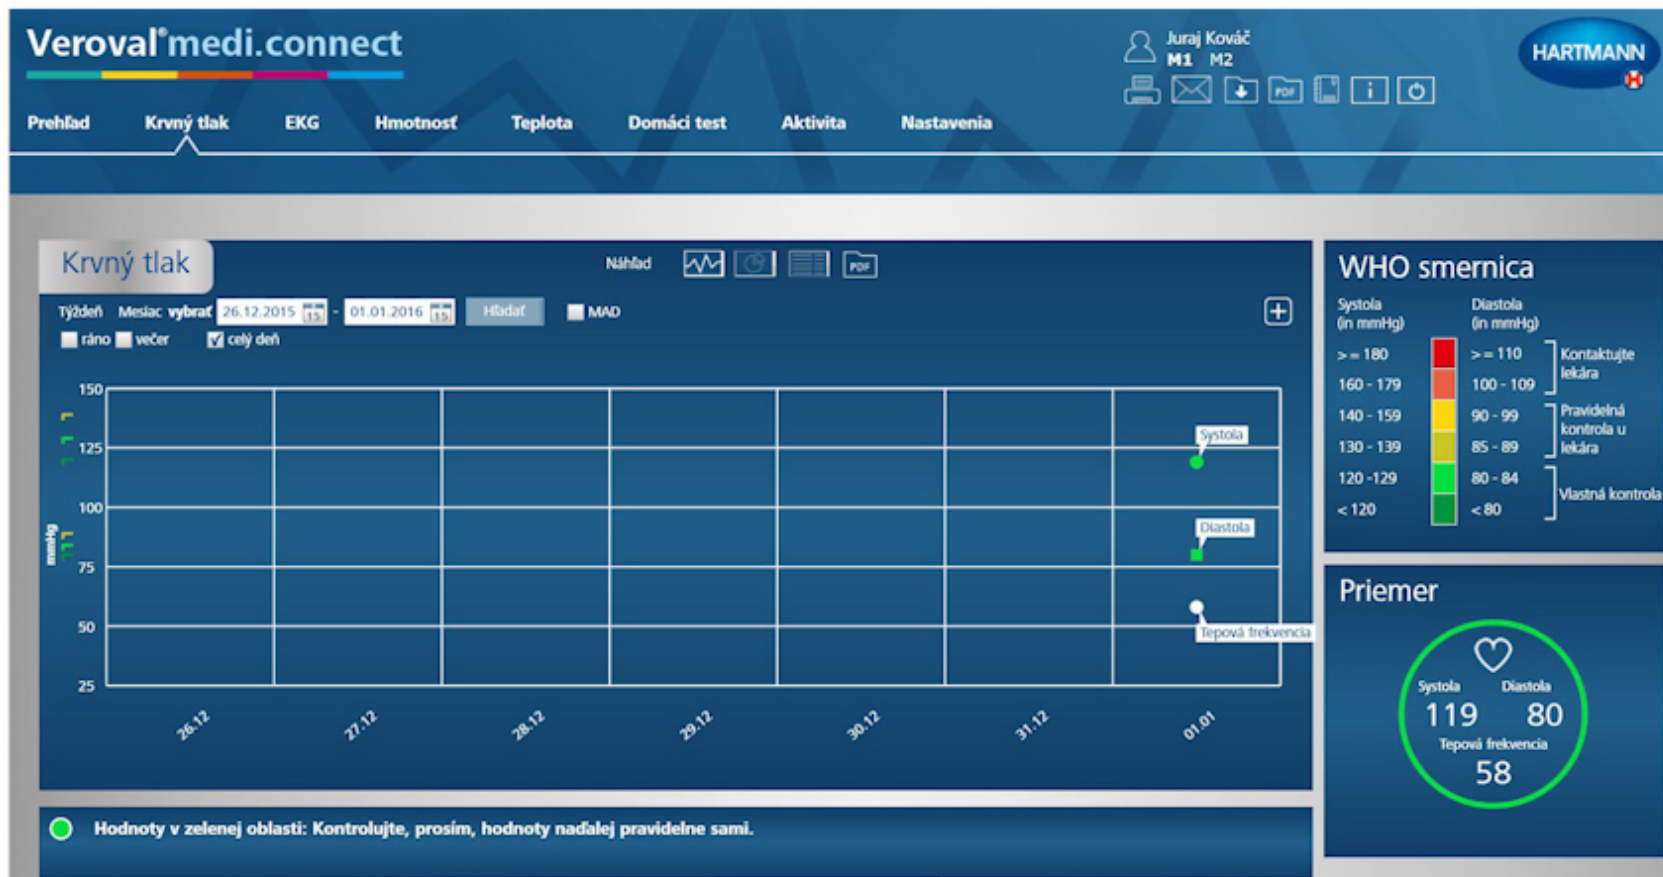 Veroval®medi.connect
Juraj Kováč
M1 M2
HARTMANN
PDF
i
Prehľad Krvný tlak EKG Hmotnosť Teplota Domáci test Aktivita Nastavenia
Krvný tlak
Náhľad
PDF
Týždeň Mesiac vybrať 26.12.2015 15 - 01.01.2016 15 Hľadať MAD
ráno večer celý deň
150
125
100
75
50
25
mmHg
Systola
Diastola
Tepová frekvencia
26.12 27.12 28.12 29.12 30.12 31.12 01.01
WHO smernica
Systola Diastola
(in mmHg) (in mmHg)
>= 180 >= 110 Kontaktujte
160 - 179 100 - 109 lekára
140 - 159 90 - 99 Pravidelná
kontrola u
130 - 139 85 - 89 lekára
120 -129 80 - 84 Vlastná kontrola
< 120 < 80
Priemer
Systola Diastola
119 80
Tepová frekvencia
58
Hodnoty v zelenej oblasti: Kontrolujte, prosím, hodnoty naďalej pravidelne sami.